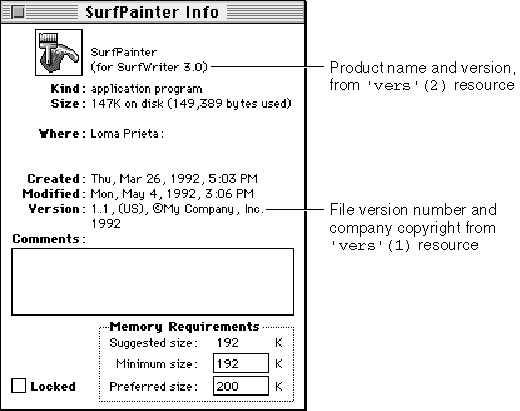 SurfPainter Info
SurfPainter
(for SurfWriter 3.0)
Product name and version,
from 'vers'(2) resource
Kind: application program
Size: 147K on disk (149,389 bytes used)
Where: Loma Prieta:
Created: Thu, Mar 26, 1992, 5:03 PM
Modified: Mon, May 4, 1992, 3:06 PM
Version: 1.1, (US), ©My Company, Inc.
1992
File version number and
company copyright from
'vers'(1) resource
Comments:
Memory Requirements
Suggested size: 192 K
Minimum size: 192 K
Locked
Preferred size: 200 K